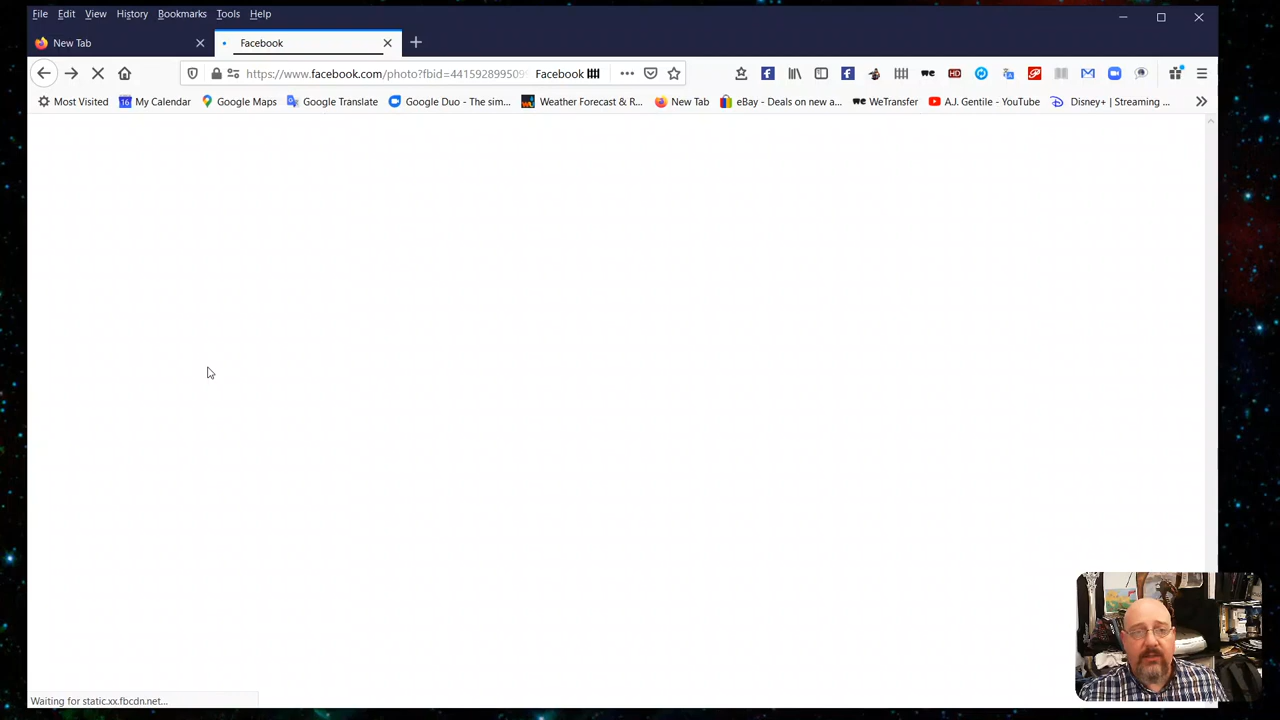 File Edit View History Bookmarks Tools Help
New Tab Facebook
https://www.facebook.com/photo?fbid=441592899509 Facebook
Most Visited 16 My Calendar Google Maps Google Translate Google Duo - The sim... Weather Forecast & R... New Tab eBay - Deals on new a... we WeTransfer A.J. Gentile - YouTube Disney+ | Streaming ...
Waiting for static.xx.fbcdn.net...